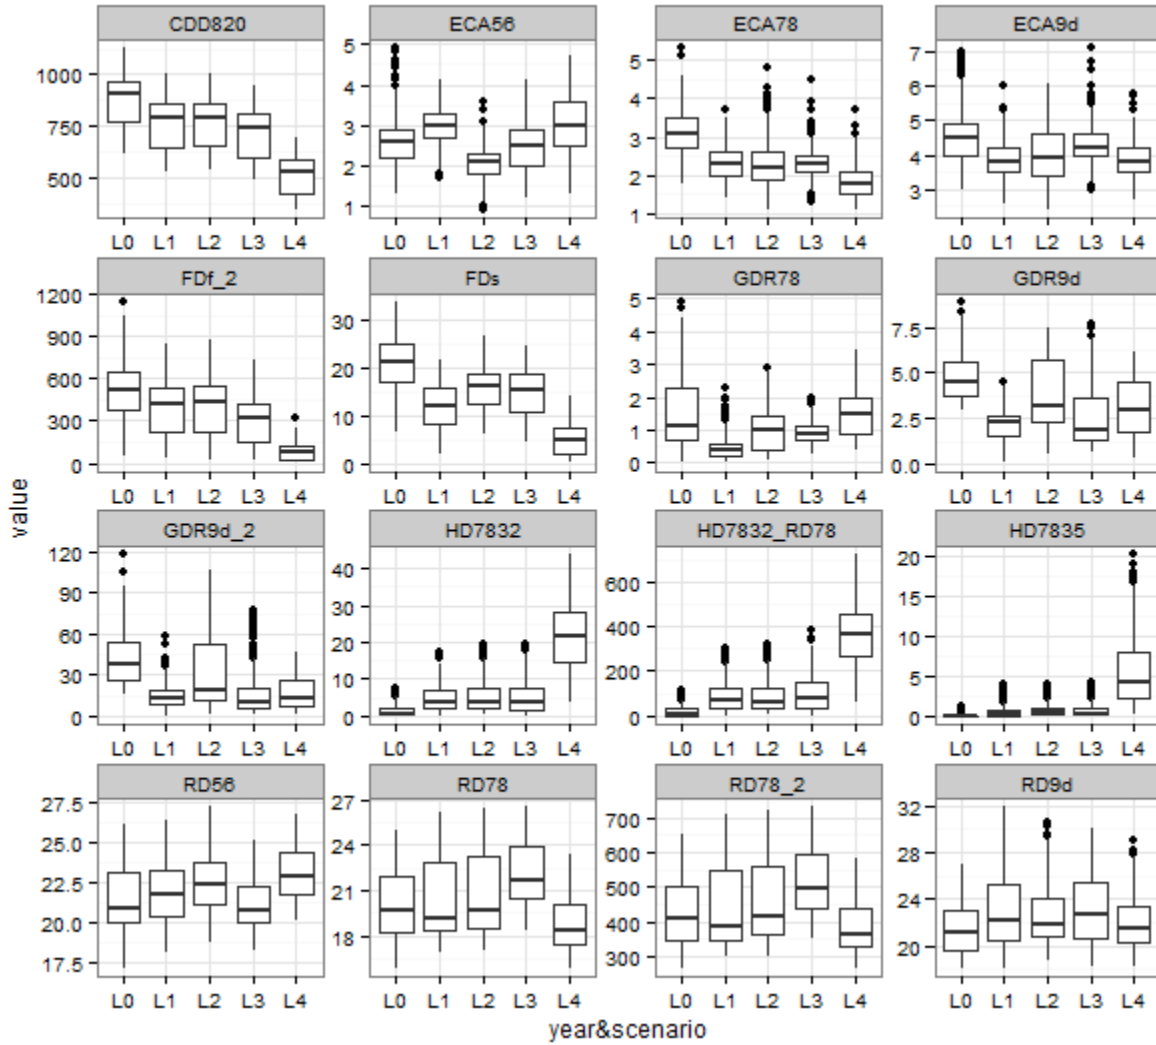 CDD820 ECA56 ECA78 ECA9d
1000 750 500
5 4 3 2 1
5 4 3 2 1
7 6 5 4 3
L0 L1 L2 L3 L4 L0 L1 L2 L3 L4 L0 L1 L2 L3 L4 L0 L1 L2 L3 L4
FDf_2 FDs GDR78 GDR9d
1200 900 600 300 0
30 20 10 0
5 4 3 2 1 0
7.5 5.0 2.5 0.0
L0 L1 L2 L3 L4 L0 L1 L2 L3 L4 L0 L1 L2 L3 L4 L0 L1 L2 L3 L4
value
GDR9d_2 HD7832 HD7832_RD78 HD7835
120 90 60 30 0
40 30 20 10 0
600 400 200 0
20 15 10 5 0
L0 L1 L2 L3 L4 L0 L1 L2 L3 L4 L0 L1 L2 L3 L4 L0 L1 L2 L3 L4
RD56 RD78 RD78_2 RD9d
27.5 25.0 22.5 20.0 17.5
27 24 21 18
700 600 500 400 300
32 28 24 20
L0 L1 L2 L3 L4 L0 L1 L2 L3 L4 L0 L1 L2 L3 L4 L0 L1 L2 L3 L4
year&scenario